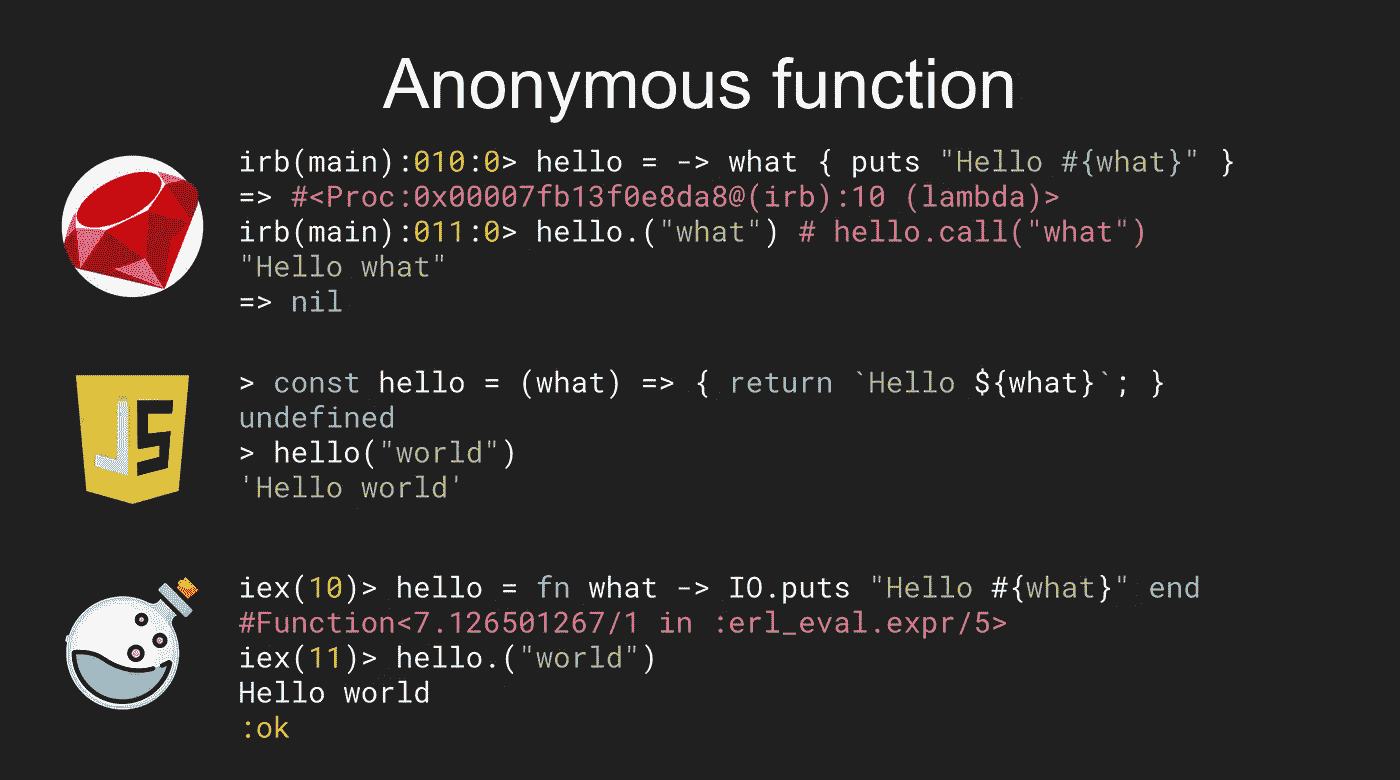 Anonymous function
irb(main):010:0> hello = -> what { puts "Hello #{what}" }
=> #<Proc:0x00007fb13f0e8da8@(irb):10 (lambda)>
irb(main):011:0> hello.("what") # hello.call("what")
"Hello what"
=> nil
JS
> const hello = (what) => { return `Hello ${what}`; }
undefined
> hello("world")
'Hello world'
iex(10)> hello = fn what -> IO.puts "Hello #{what}" end
#Function<7.126501267/1 in :erl_eval.expr/5>
iex(11)> hello.("world")
Hello world
:ok